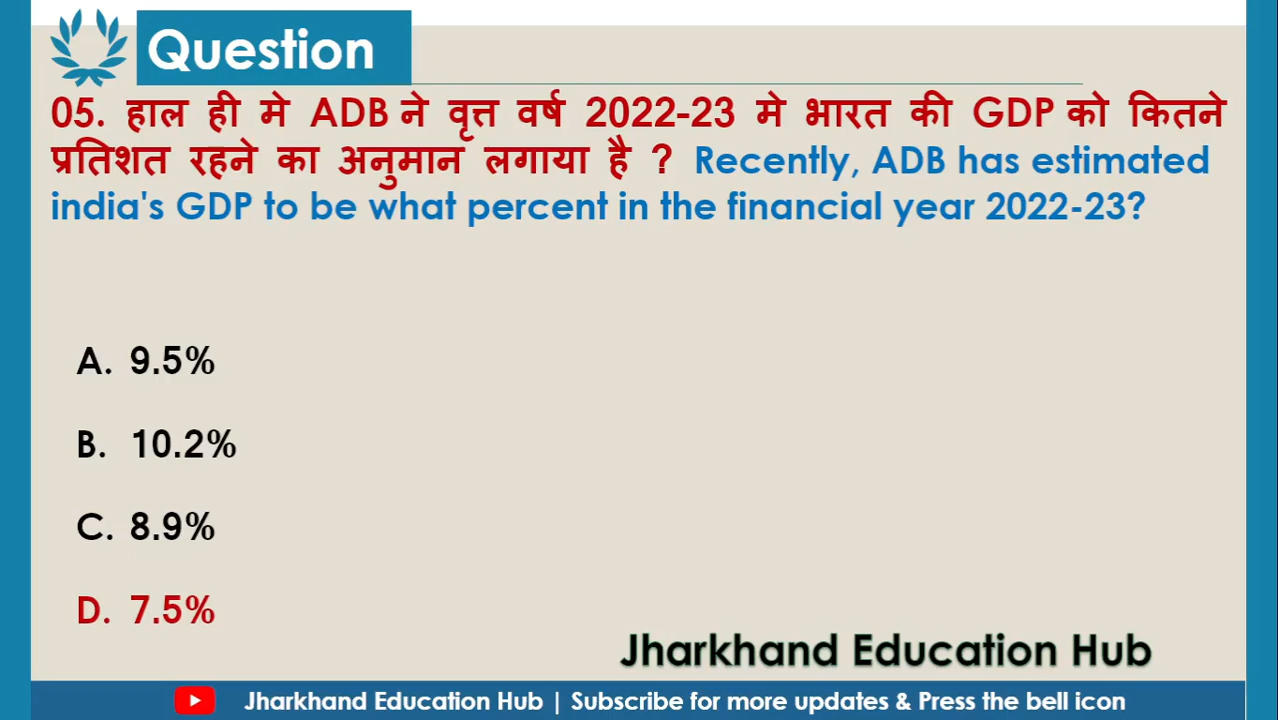 Question
05. हाल ही मे ADB ने वृत्त वर्ष 2022-23 मे भारत की GDP को कितने
प्रतिशत रहने का अनुमान लगाया है ? Recently, ADB has estimated
india's GDP to be what percent in the financial year 2022-23?
A. 9.5%
B. 10.2%
C. 8.9%
D. 7.5%
Jharkhand Education Hub
Jharkhand Education Hub | Subscribe for more updates & Press the bell icon